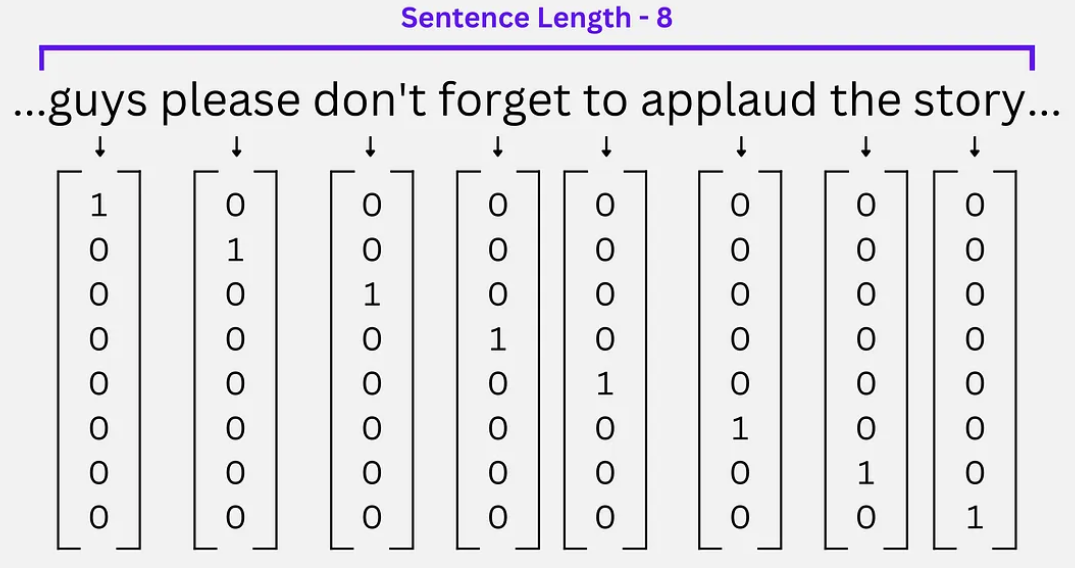 Sentence Length - 8
...guys please don't forget to applaud the story...
↓ ↓ ↓ ↓ ↓ ↓ ↓ ↓
1 0 0 0 0 0 0 0
0 1 0 0 0 0 0 0
0 0 1 0 0 0 0 0
0 0 0 1 0 0 0 0
0 0 0 0 1 0 0 0
0 0 0 0 0 1 0 0
0 0 0 0 0 0 1 0
0 0 0 0 0 0 0 1